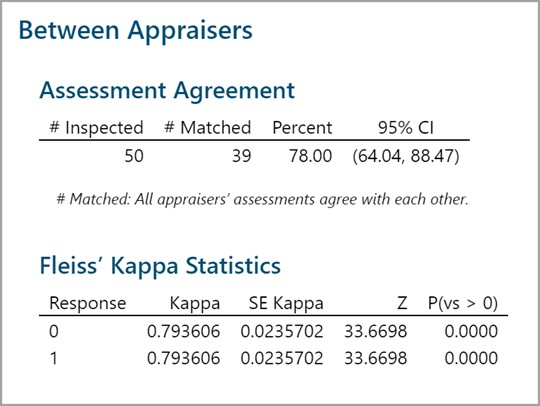 Between Appraisers
Assessment Agreement
# Inspected # Matched Percent 95% CI
50 39 78.00 (64.04, 88.47)
# Matched: All appraisers’ assessments agree with each other.
Fleiss’ Kappa Statistics
Response Kappa SE Kappa Z P(vs > 0)
0 0.793606 0.0235702 33.6698 0.0000
1 0.793606 0.0235702 33.6698 0.0000